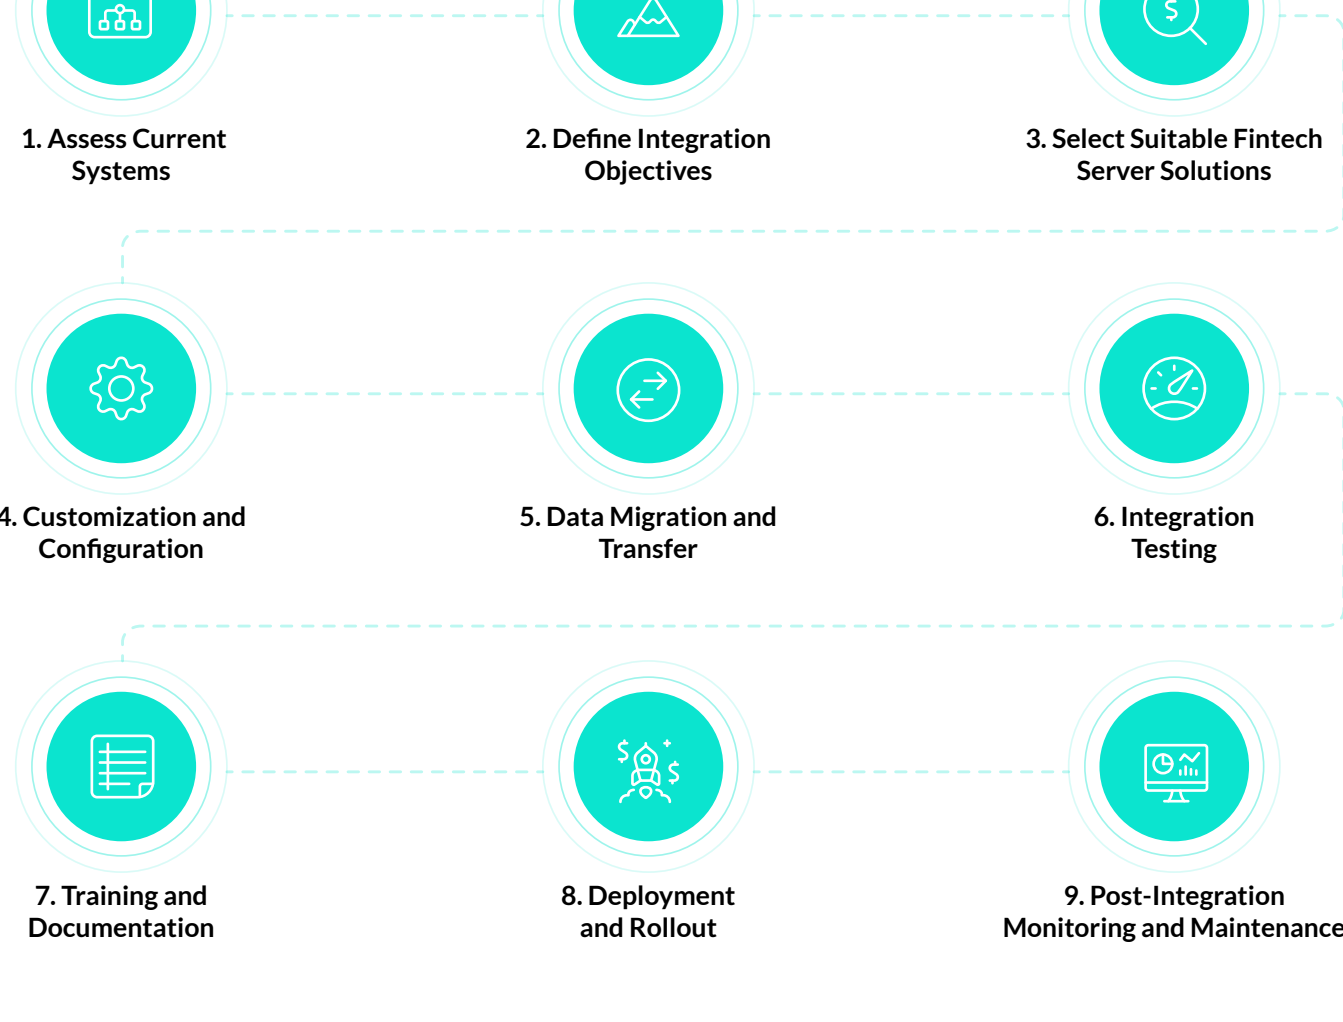 1. Assess Current
Systems
2. Define Integration
Objectives
3. Select Suitable Fintech
Server Solutions
4. Customization and
Configuration
5. Data Migration and
Transfer
6. Integration
Testing
7. Training and
Documentation
8. Deployment
and Rollout
9. Post-Integration
Monitoring and Maintenance